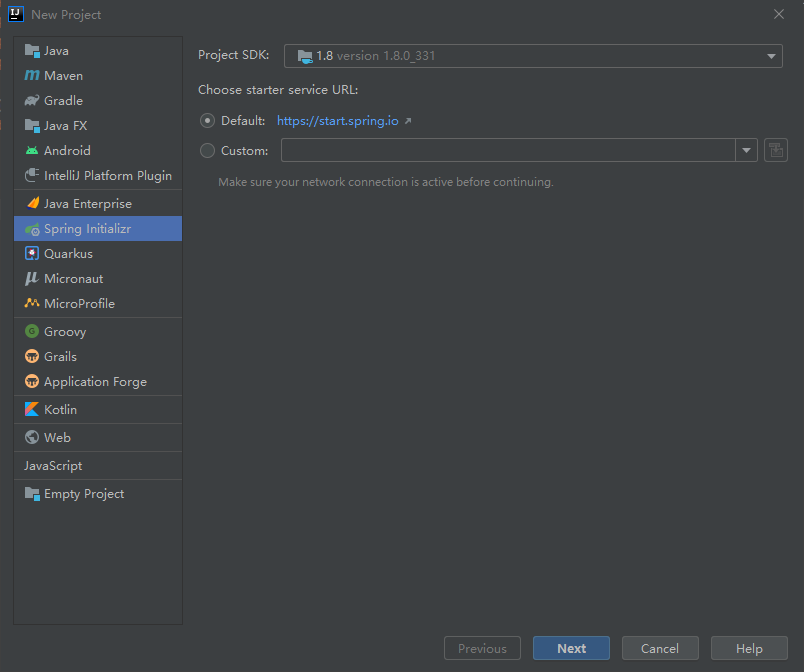 New Project
Java
Maven
Gradle
Java FX
Android
IntelliJ Platform Plugin
Java Enterprise
Spring Initializr
Quarkus
Micronaut
MicroProfile
Groovy
Grails
Application Forge
Kotlin
Web
JavaScript
Empty Project
Project SDK: 1.8 version 1.8.0_331
Choose starter service URL:
Default: https://start.spring.io
Custom:
Make sure your network connection is active before continuing.
Previous Next Cancel Help